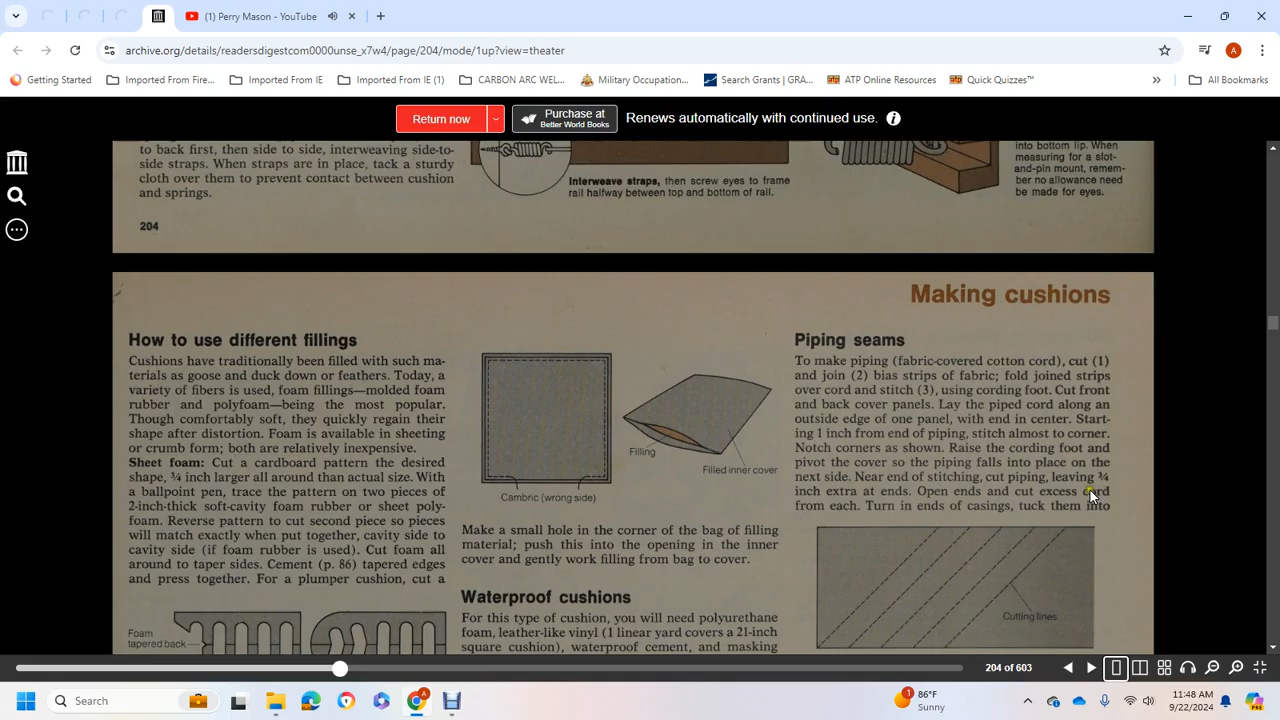 (1) Perry Mason - YouTube
archive.org/details/readersdigestcom0000unse_x7w4/page/204/mode/1up?view=theater
A
Getting Started
Imported From Fire...
Imported From IE
Imported From IE (1)
CARBON ARC WEL...
Military Occupation...
Search Grants | GRA...
ATP Online Resources
Quick Quizzes™
»
All Bookmarks
Return now
Purchase at
Better World Books
Renews automatically with continued use.
to back first, then side to side, interweaving side-to-
side straps. When straps are in place, tack a sturdy
cloth over them to prevent contact between cushion
and springs.
204
Interweave straps, then screw eyes to frame
rail halfway between top and bottom of rail.
into bottom lip. When
measuring for a slot-
and-pin mount, remem-
ber no allowance need
be made for eyes.
Making cushions
How to use different fillings
Cushions have traditionally been filled with such ma-
terials as goose and duck down or feathers. Today, a
variety of fibers is used, foam fillings—molded foam
rubber and polyfoam—being the most popular.
Though comfortably soft, they quickly regain their
shape after distortion. Foam is available in sheeting
or crumb form; both are relatively inexpensive.
Sheet foam: Cut a cardboard pattern the desired
shape, ¾ inch larger all around than actual size. With
a ballpoint pen, trace the pattern on two pieces of
2-inch-thick soft-cavity foam rubber or sheet poly-
foam. Reverse pattern to cut second piece so pieces
will match exactly when put together, cavity side to
cavity side (if foam rubber is used). Cut foam all
around to taper sides. Cement (p. 86) tapered edges
and press together. For a plumper cushion, cut a
Foam
tapered back
Filling
Filled inner cover
Cambric (wrong side)
Make a small hole in the corner of the bag of filling
material; push this into the opening in the inner
cover and gently work filling from bag to cover.
Waterproof cushions
For this type of cushion, you will need polyurethane
foam, leather-like vinyl (1 linear yard covers a 21-inch
square cushion), waterproof cement, and masking
Piping seams
To make piping (fabric-covered cotton cord), cut (1)
and join (2) bias strips of fabric; fold joined strips
over cord and stitch (3), using cording foot. Cut front
and back cover panels. Lay the piped cord along an
outside edge of one panel, with end in center. Start-
ing 1 inch from end of piping, stitch almost to corner.
Notch corners as shown. Raise the cording foot and
pivot the cover so the piping falls into place on the
next side. Near end of stitching, cut piping, leaving ¾
inch extra at ends. Open ends and cut excess cord
from each. Turn in ends of casings, tuck them into
Cutting lines
204 of 603
Search
1
86°F
Sunny
11:48 AM
9/22/2024